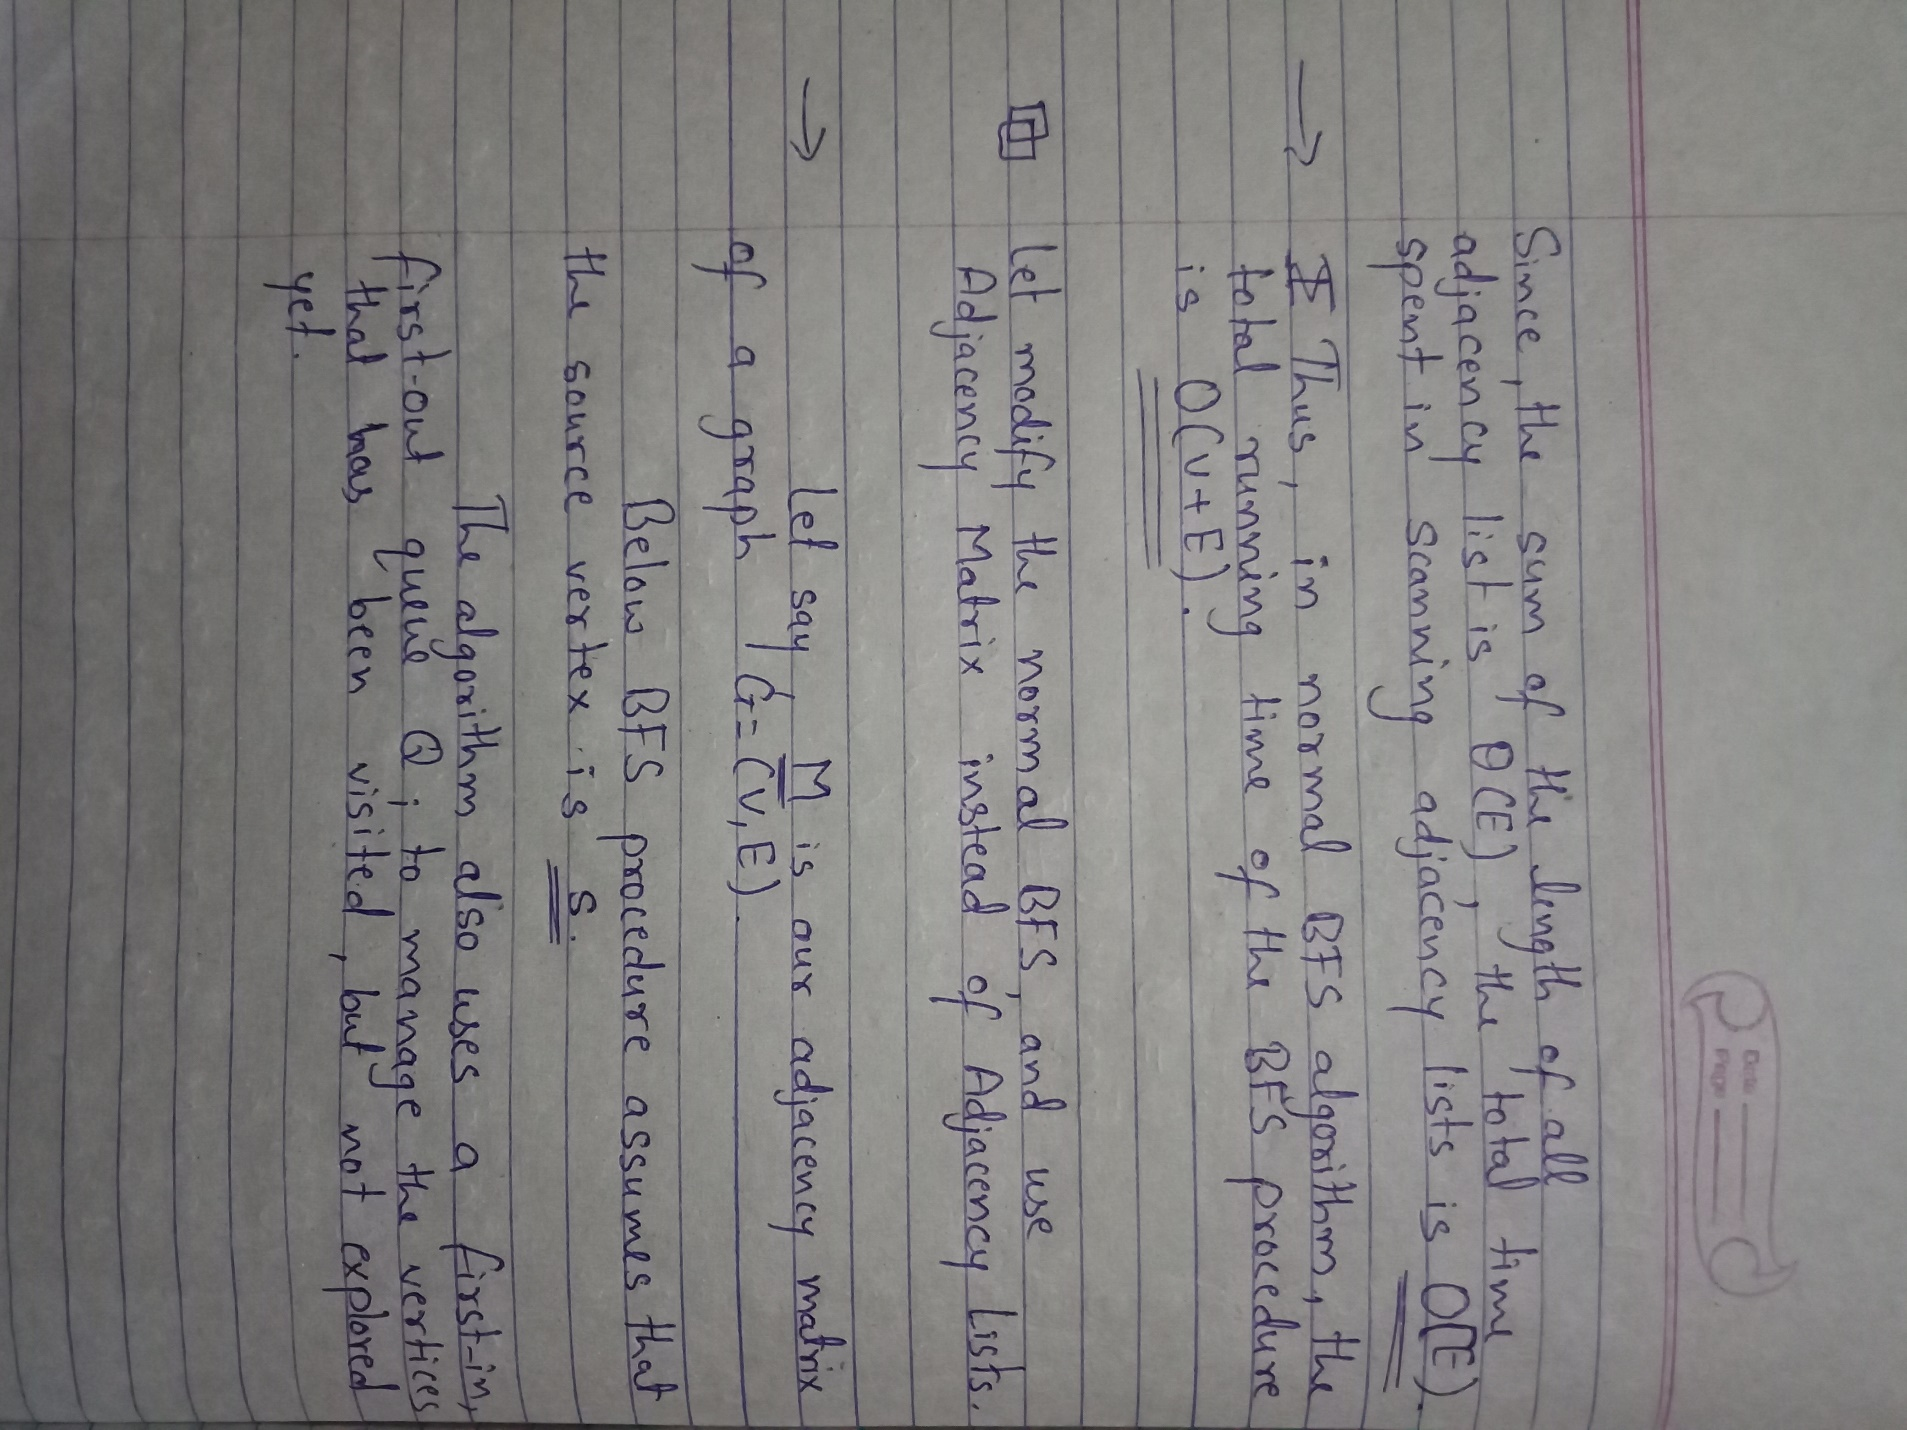 Date
Page
Since, the sum of the length of all
adjacency list is θ(E), the total time
spent in scanning adjacency lists is O(E).
→ Thus, in normal BFS algorithm, the
total running time of the BFS procedure
is O(V+E).
Let modify the normal BFS, and use
Adjacency Matrix instead of Adjacency Lists.
→ Let say, M is our adjacency matrix
of a graph G=(V,E).
Below BFS procedure assumes that
the source vertex is s.
The algorithm also uses a first-in,
first-out queue Q; to manage the vertices
that has been visited, but not explored
yet.